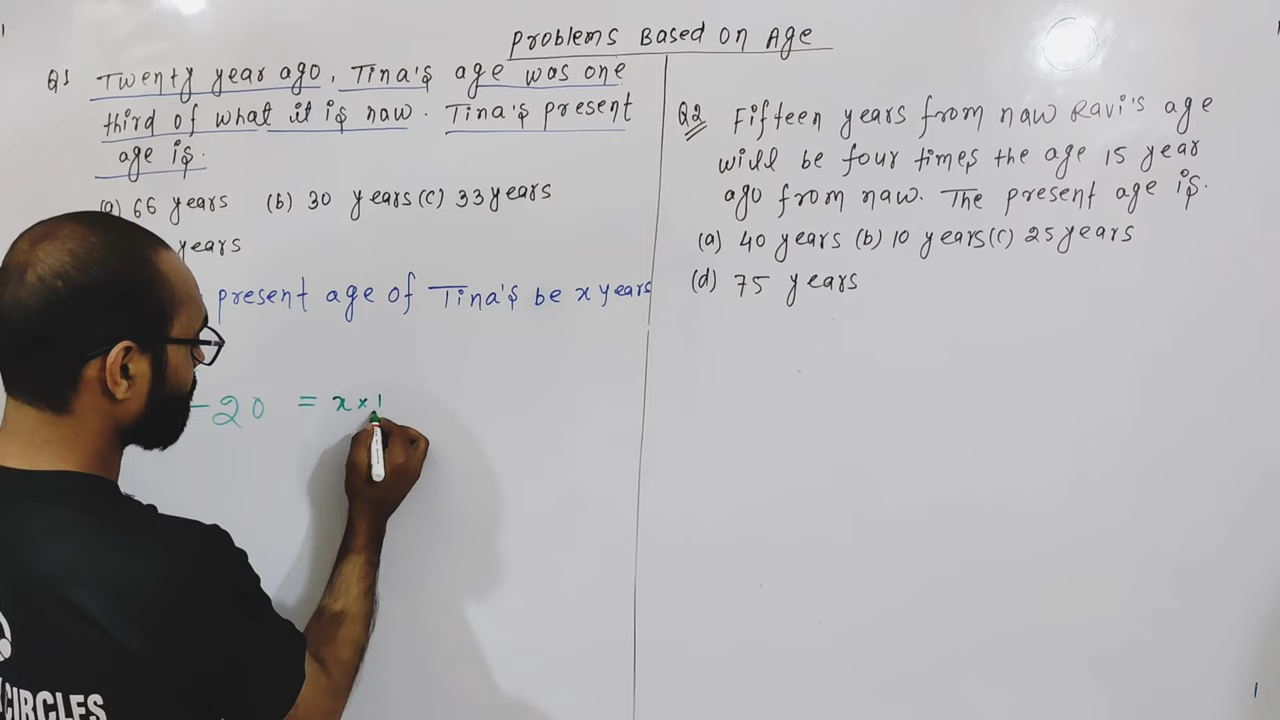 Problems Based On Age
Q1 Twenty year ago, Tina's age was one
third of what it is now. Tina's present
age is.
(a) 66 years (b) 30 years (c) 33 years
years
present age of Tina's be x years
-20 = x × 1
Q2 Fifteen years from naw Ravi's age
will be four times the age 15 year
ago from naw. The present age is.
(a) 40 years (b) 10 years (c) 25 years
(d) 75 years
CIRCLES